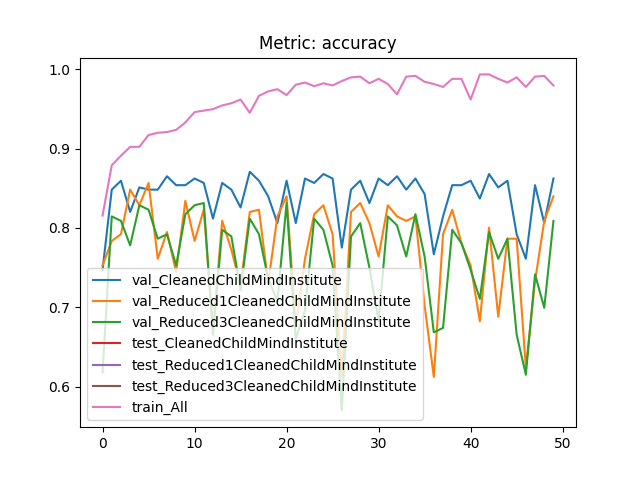 Metric: accuracy
1.0
0.9
0.8
0.7
0.6
val_CleanedChildMindInstitute
val_Reduced1CleanedChildMindInstitute
val_Reduced3CleanedChildMindInstitute
test_CleanedChildMindInstitute
test_Reduced1CleanedChildMindInstitute
test_Reduced3CleanedChildMindInstitute
train_All
0 10 20 30 40 50